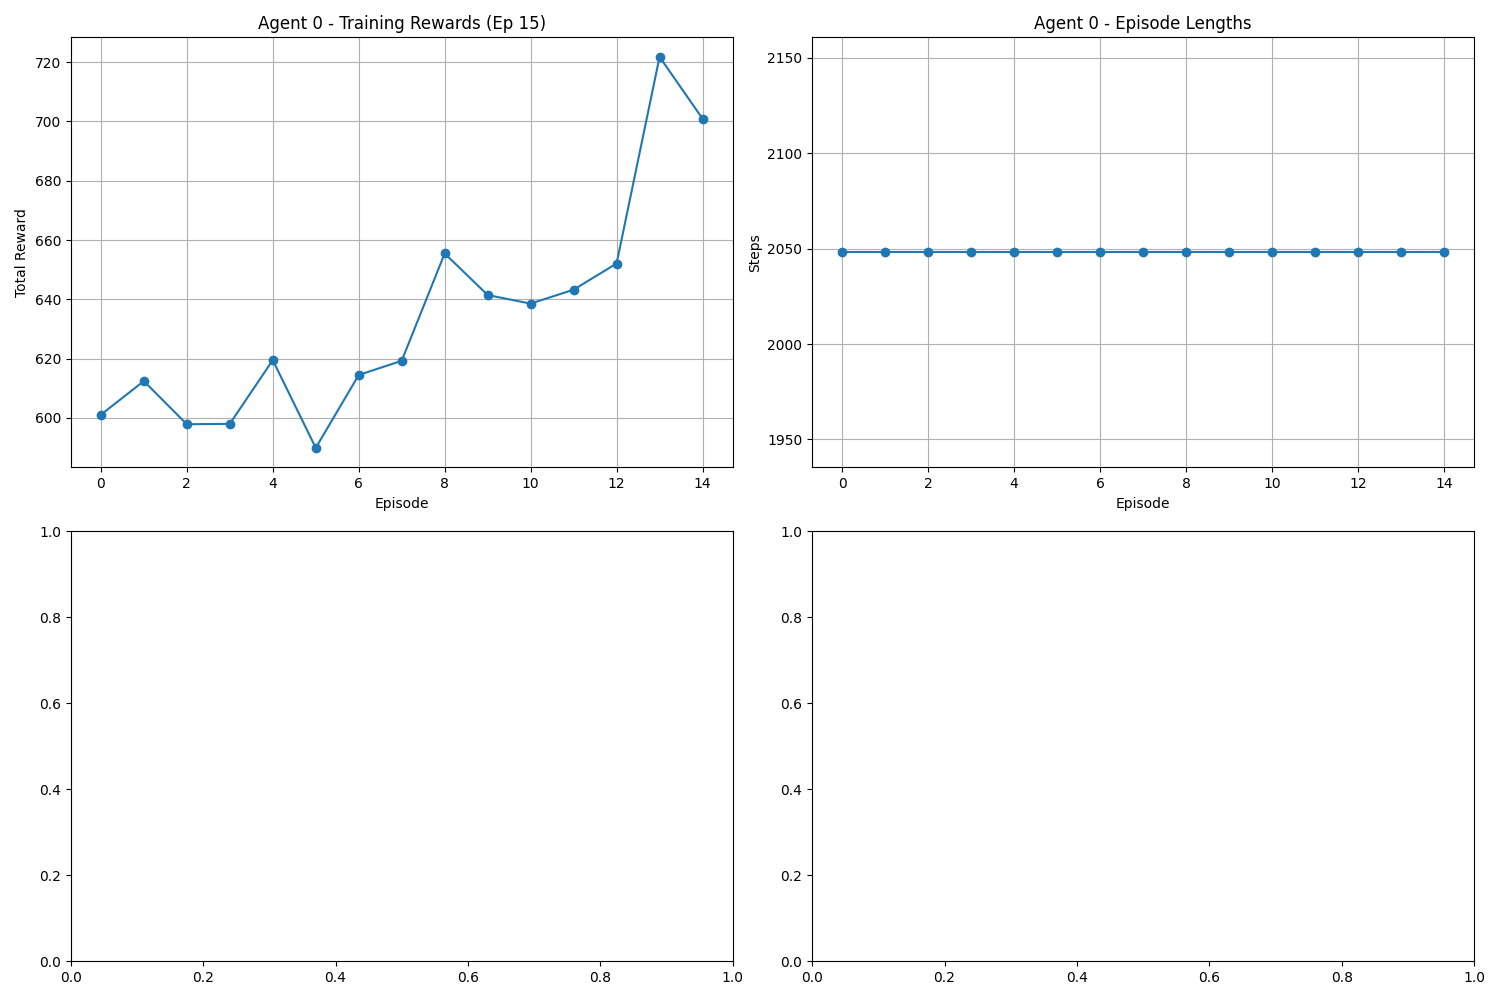 Agent 0 - Training Rewards (Ep 15)
Total Reward
720
700
680
660
640
620
600
0 2 4 6 8 10 12 14
Episode
Agent 0 - Episode Lengths
Steps
2150
2100
2050
2000
1950
0 2 4 6 8 10 12 14
Episode
1.0
0.8
0.6
0.4
0.2
0.0
0.0 0.2 0.4 0.6 0.8 1.0
1.0
0.8
0.6
0.4
0.2
0.0
0.0 0.2 0.4 0.6 0.8 1.0